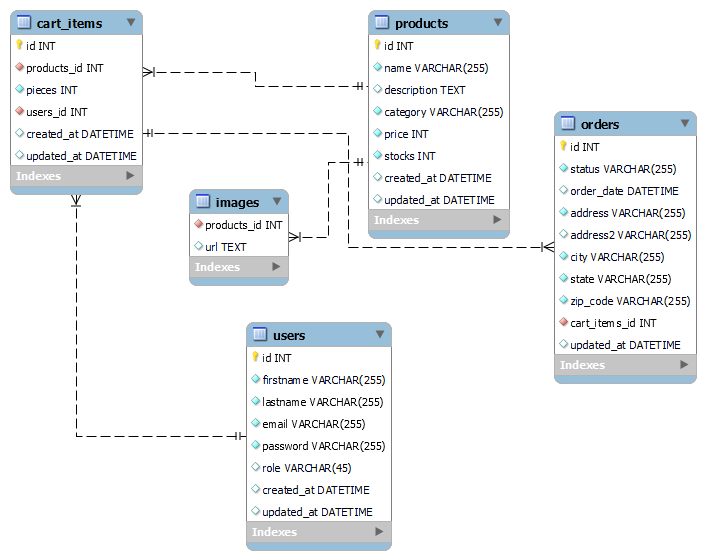 cart_items
id INT
products_id INT
pieces INT
users_id INT
created_at DATETIME
updated_at DATETIME
Indexes
products
id INT
name VARCHAR(255)
description TEXT
category VARCHAR(255)
price INT
stocks INT
created_at DATETIME
updated_at DATETIME
Indexes
orders
id INT
status VARCHAR(255)
order_date DATETIME
address VARCHAR(255)
address2 VARCHAR(255)
city VARCHAR(255)
state VARCHAR(255)
zip_code VARCHAR(255)
cart_items_id INT
updated_at DATETIME
Indexes
images
products_id INT
url TEXT
Indexes
users
id INT
firstname VARCHAR(255)
lastname VARCHAR(255)
email VARCHAR(255)
password VARCHAR(255)
role VARCHAR(45)
created_at DATETIME
updated_at DATETIME
Indexes